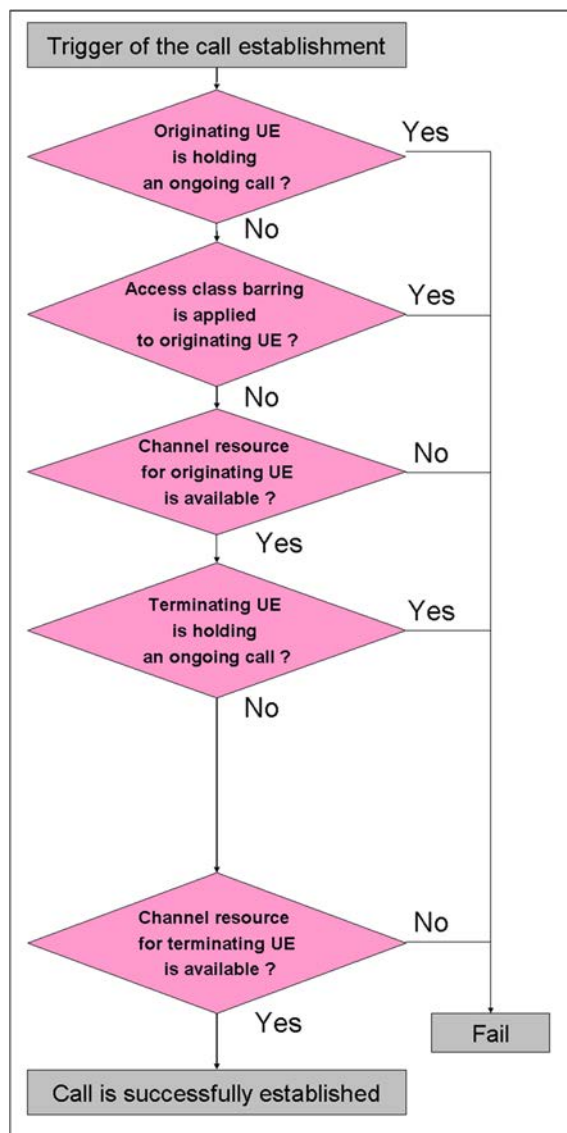 Trigger of the call establishment
Originating UE
is holding
an ongoing call ?
Yes
No
Access class barring
is applied
to originating UE ?
Yes
No
Channel resource
for originating UE
is available ?
No
Yes
Terminating UE
is holding
an ongoing call ?
Yes
No
Channel resource
for terminating UE
is available ?
No
Yes
Fail
Call is successfully established